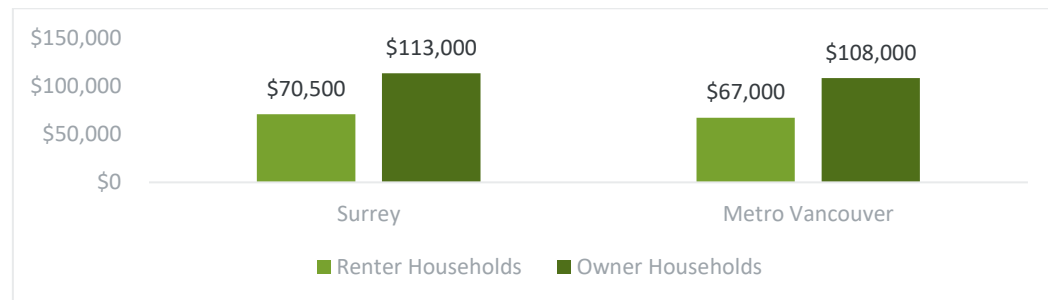 $150,000
$100,000
$50,000
$0
$70,500
$113,000
$67,000
$108,000
Surrey
Metro Vancouver
Renter Households
Owner Households